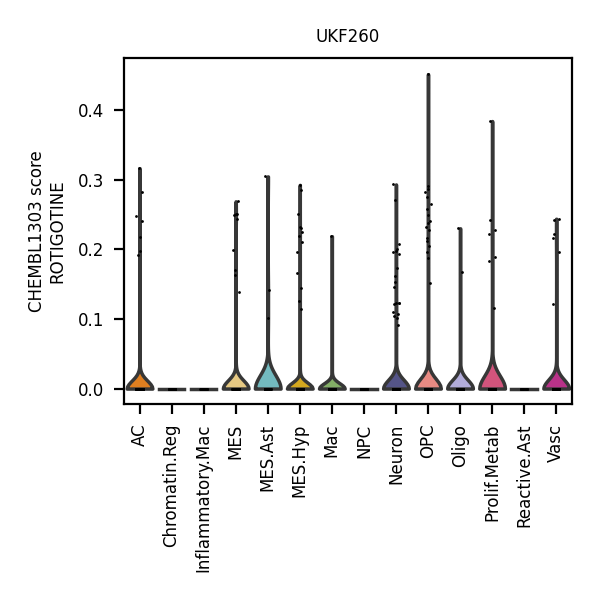 UKF260
CHEMBL1303 score
ROTIGOTINE
0.4
0.3
0.2
0.1
0.0
AC
Chromatin.Reg
Inflammatory.Mac
MES
MES.Ast
MES.Hyp
Mac
NPC
Neuron
OPC
Oligo
Prolif.Metab
Reactive.Ast
Vasc